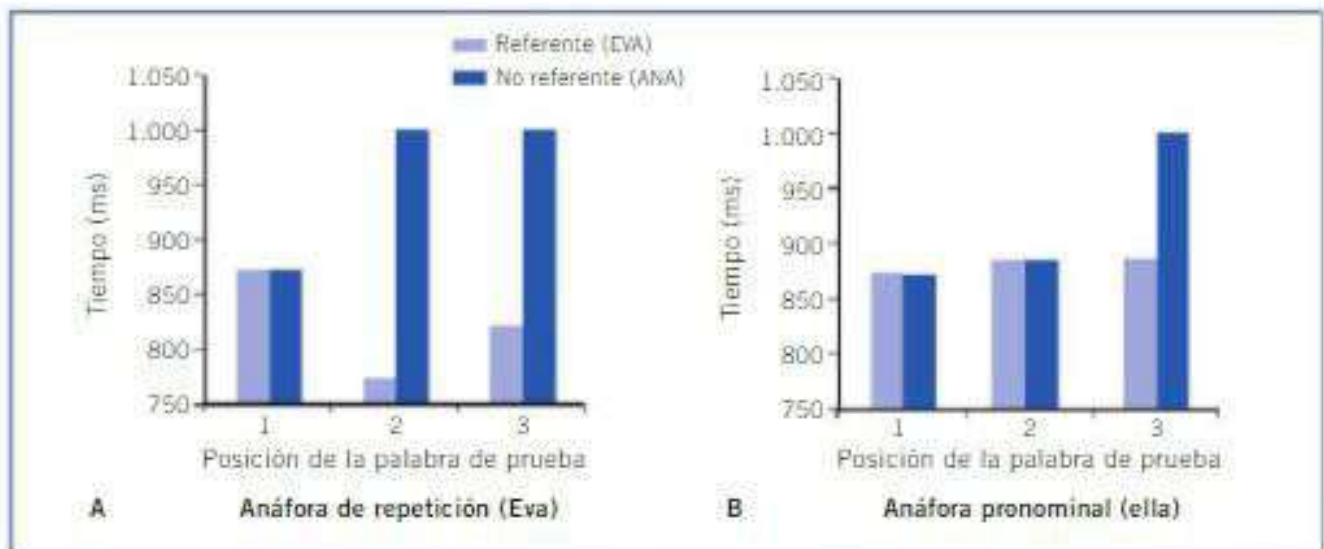 Referente (EVA)
No referente (ANA)
1.050
1.000
950
900
850
800
750
Tiempo (ms)
1 2 3
Posición de la palabra de prueba
A Anáfora de repetición (Eva)
1.050
1.000
950
900
850
800
750
Tiempo (ms)
1 2 3
Posición de la palabra de prueba
B Anáfora pronominal (ella)